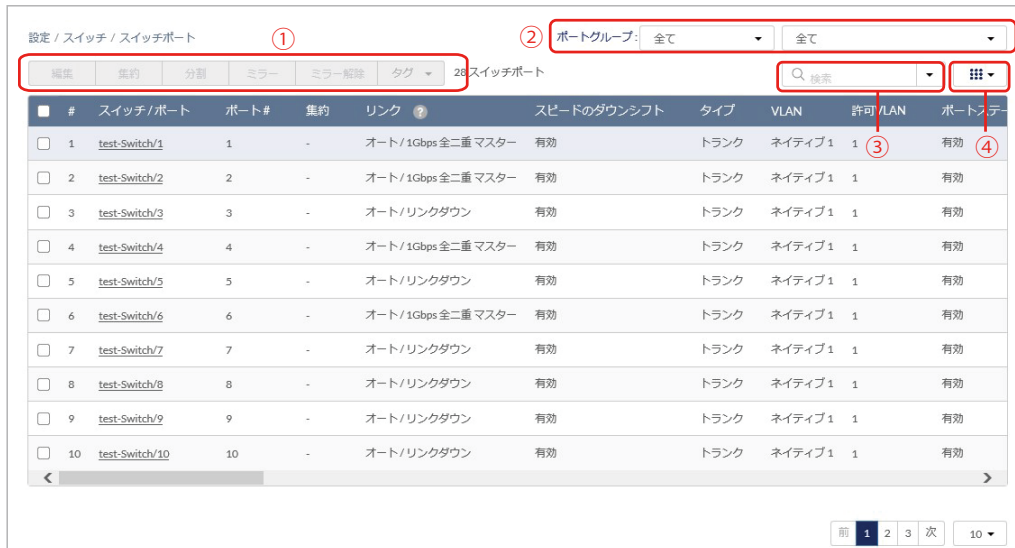 設定 / スイッチ / スイッチポート ① ② ポートグループ: 全て 全て
編集 集約 分割 ミラー ミラー解除 タグ 28スイッチポート 検索
# スイッチ/ポート ポート# 集約 リンク ? スピードのダウンシフト タイプ VLAN 許可VLAN ポートステー
1 test-Switch/1 1 - オート/1Gbps全二重マスター 有効 トランク ネイティブ1 1 ③ 有効 ④
2 test-Switch/2 2 - オート/1Gbps全二重マスター 有効 トランク ネイティブ1 1 有効
3 test-Switch/3 3 - オート/リンクダウン 有効 トランク ネイティブ1 1 有効
4 test-Switch/4 4 - オート/1Gbps全二重マスター 有効 トランク ネイティブ1 1 有効
5 test-Switch/5 5 - オート/リンクダウン 有効 トランク ネイティブ1 1 有効
6 test-Switch/6 6 - オート/1Gbps全二重マスター 有効 トランク ネイティブ1 1 有効
7 test-Switch/7 7 - オート/リンクダウン 有効 トランク ネイティブ1 1 有効
8 test-Switch/8 8 - オート/リンクダウン 有効 トランク ネイティブ1 1 有効
9 test-Switch/9 9 - オート/リンクダウン 有効 トランク ネイティブ1 1 有効
10 test-Switch/10 10 - オート/リンクダウン 有効 トランク ネイティブ1 1 有効
前 1 2 3 次 10